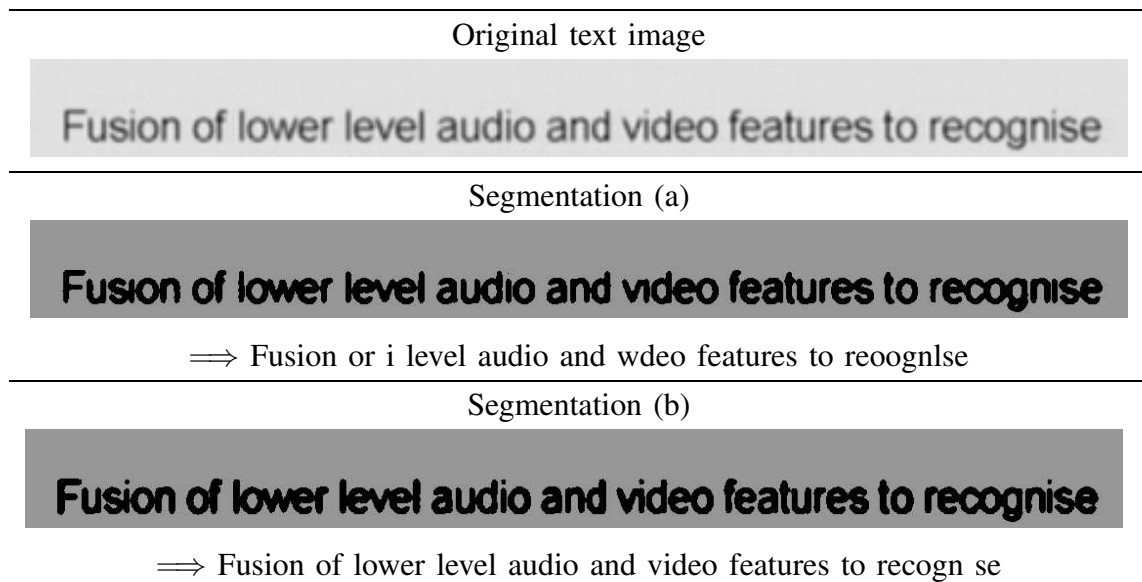 Original text image
Fusion of lower level audio and video features to recognise
Segmentation (a)
Fusion of lower level audio and video features to recognise
⟹ Fusion or i level audio and wdeo features to reoognlse
Segmentation (b)
Fusion of lower level audio and video features to recognise
⟹ Fusion of lower level audio and video features to recogn se